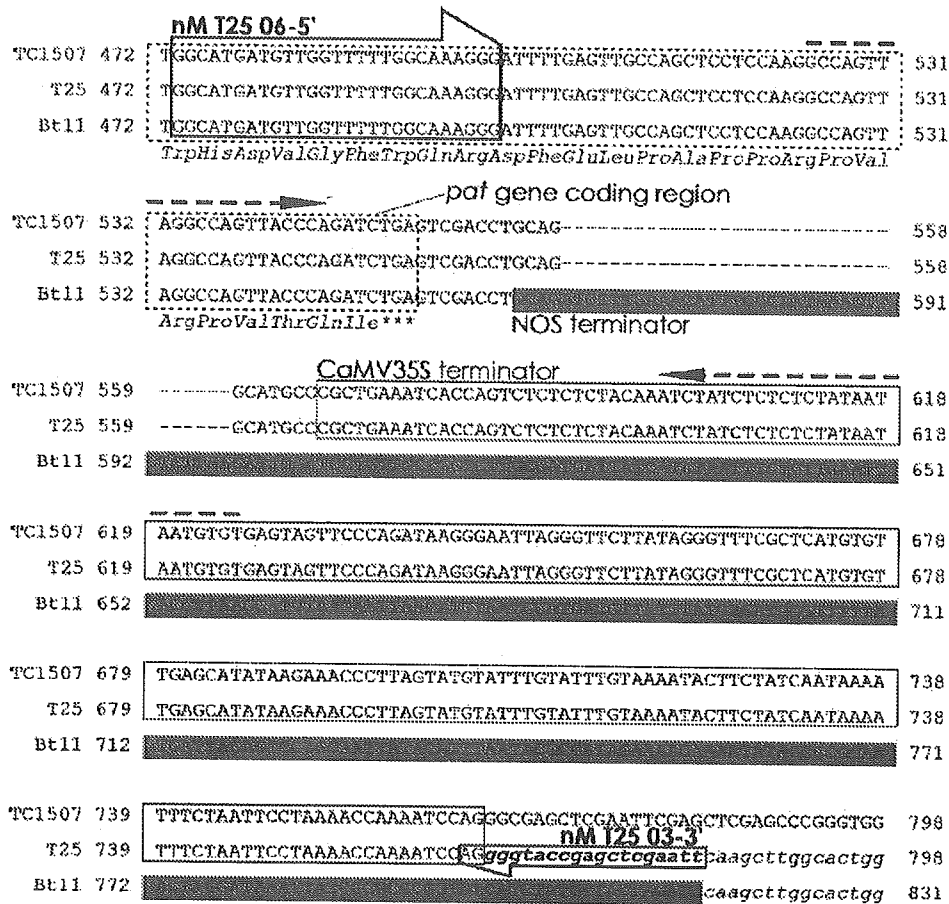 nM T25 06-5'
TC1507 472 TGGCATGATGTTGGTTTTTGGCAAAGGGATTTTGAGTTGCCAGCTCCTCCAAGGCCAGTT 531
T25 472 TGGCATGATGTTGGTTTTTGGCAAAGGGATTTTGAGTTGCCAGCTCCTCCAAGGCCAGTT 531
Bt11 472 TGGCATGATGTTGGTTTTTGGCAAAGGGATTTTGAGTTGCCAGCTCCTCCAAGGCCAGTT 531
TrpHisAspValGlyPheTrpGlnArgAspPheGluLeuProAlaProProArgProVal
pat gene coding region
TC1507 532 AGGCCAGTTACCCAGATCTGAGTCGACCTGCAG--------------------------- 558
T25 532 AGGCCAGTTACCCAGATCTGAGTCGACCTGCAG--------------------------- 558
Bt11 532 AGGCCAGTTACCCAGATCTGAGTCGACCT 591
ArgProValThrGlnIle***
NOS terminator
CaMV35S terminator
TC1507 559 ------GCATGCCCGCTGAAATCACCAGTCTCTCTCTACAAATCTATCTCTCTCTATAAT 618
T25 559 ------GCATGCCCGCTGAAATCACCAGTCTCTCTCTACAAATCTATCTCTCTCTATAAT 618
Bt11 592 651
TC1507 619 AATGTGTGAGTAGTTCCCAGATAAGGGAATTAGGGTTCTTATAGGGTTTCGCTCATGTGT 678
T25 619 AATGTGTGAGTAGTTCCCAGATAAGGGAATTAGGGTTCTTATAGGGTTTCGCTCATGTGT 678
Bt11 652 711
TC1507 679 TGAGCATATAAGAAACCCTTAGTATGTATTTGTATTTGTAAAATACTTCTATCAATAAAA 738
T25 679 TGAGCATATAAGAAACCCTTAGTATGTATTTGTATTTGTAAAATACTTCTATCAATAAAA 738
Bt11 712 771
TC1507 739 TTTCTAATTCCTAAAACCAAAATCCAGGGCGAGCTCGAATTCGAGCTCGAGCCCGGGTGG 798
nM T25 03-3'
T25 739 TTTCTAATTCCTAAAACCAAAATCCAGgggtaccgagctcgaattcaagcttggcactgg 798
Bt11 772 caagcttggcactgg 831